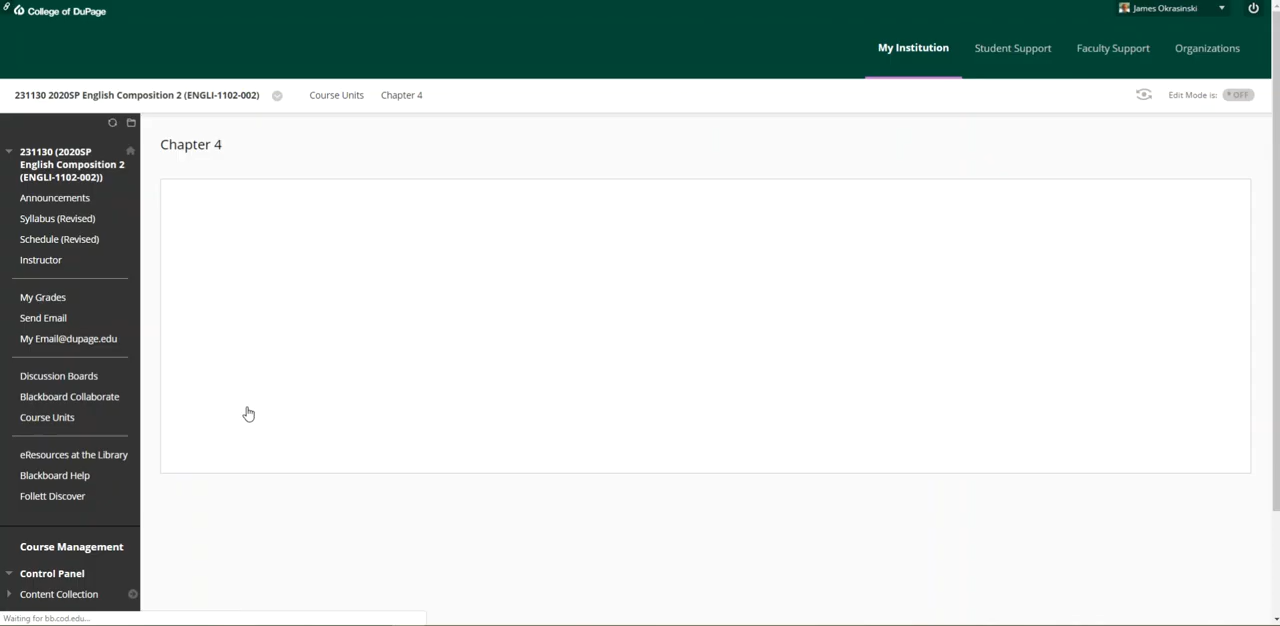 College of DuPage
James Okrasinski
My Institution
Student Support
Faculty Support
Organizations
231130 2020SP English Composition 2 (ENGLI-1102-002)
Course Units
Chapter 4
Edit Mode is:
OFF
231130 (2020SP
English Composition 2
(ENGLI-1102-002))
Announcements
Syllabus (Revised)
Schedule (Revised)
Instructor
My Grades
Send Email
My Email@dupage.edu
Discussion Boards
Blackboard Collaborate
Course Units
eResources at the Library
Blackboard Help
Follett Discover
Course Management
Control Panel
Content Collection
Chapter 4
Waiting for bb.cod.edu...